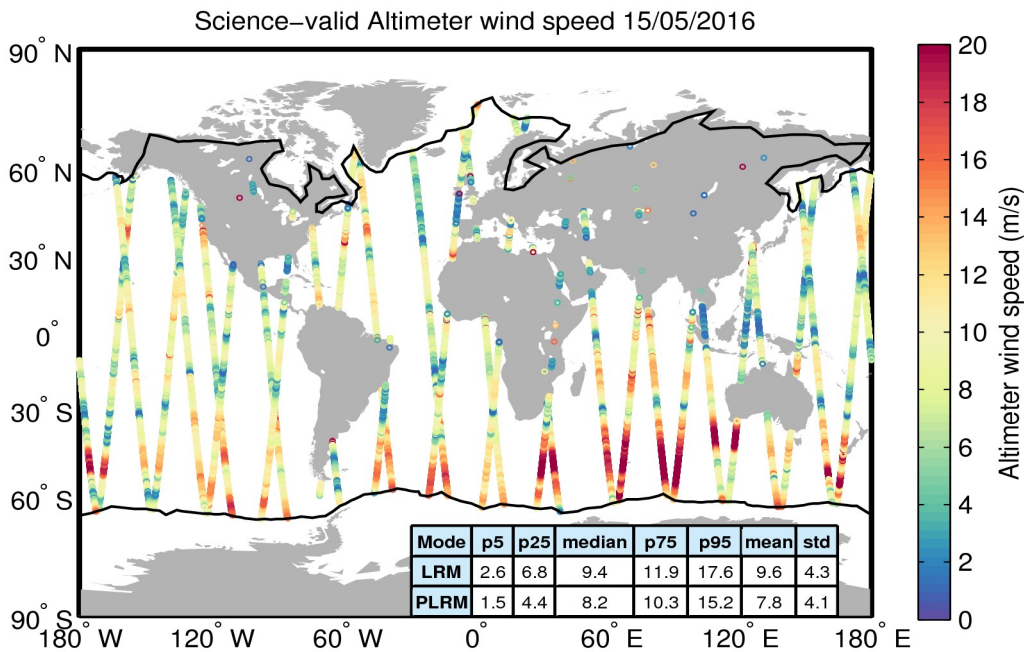 Science−valid Altimeter wind speed 15/05/2016
90° N
60° N
30° N
0°
30° S
60° S
90° S
180° W
120° W
60° W
0°
60° E
120° E
180° E
Mode p5 p25 median p75 p95 mean std
LRM 2.6 6.8 9.4 11.9 17.6 9.6 4.3
PLRM 1.5 4.4 8.2 10.3 15.2 7.8 4.1
20
18
16
14
12
10
8
6
4
2
0
Altimeter wind speed (m/s)